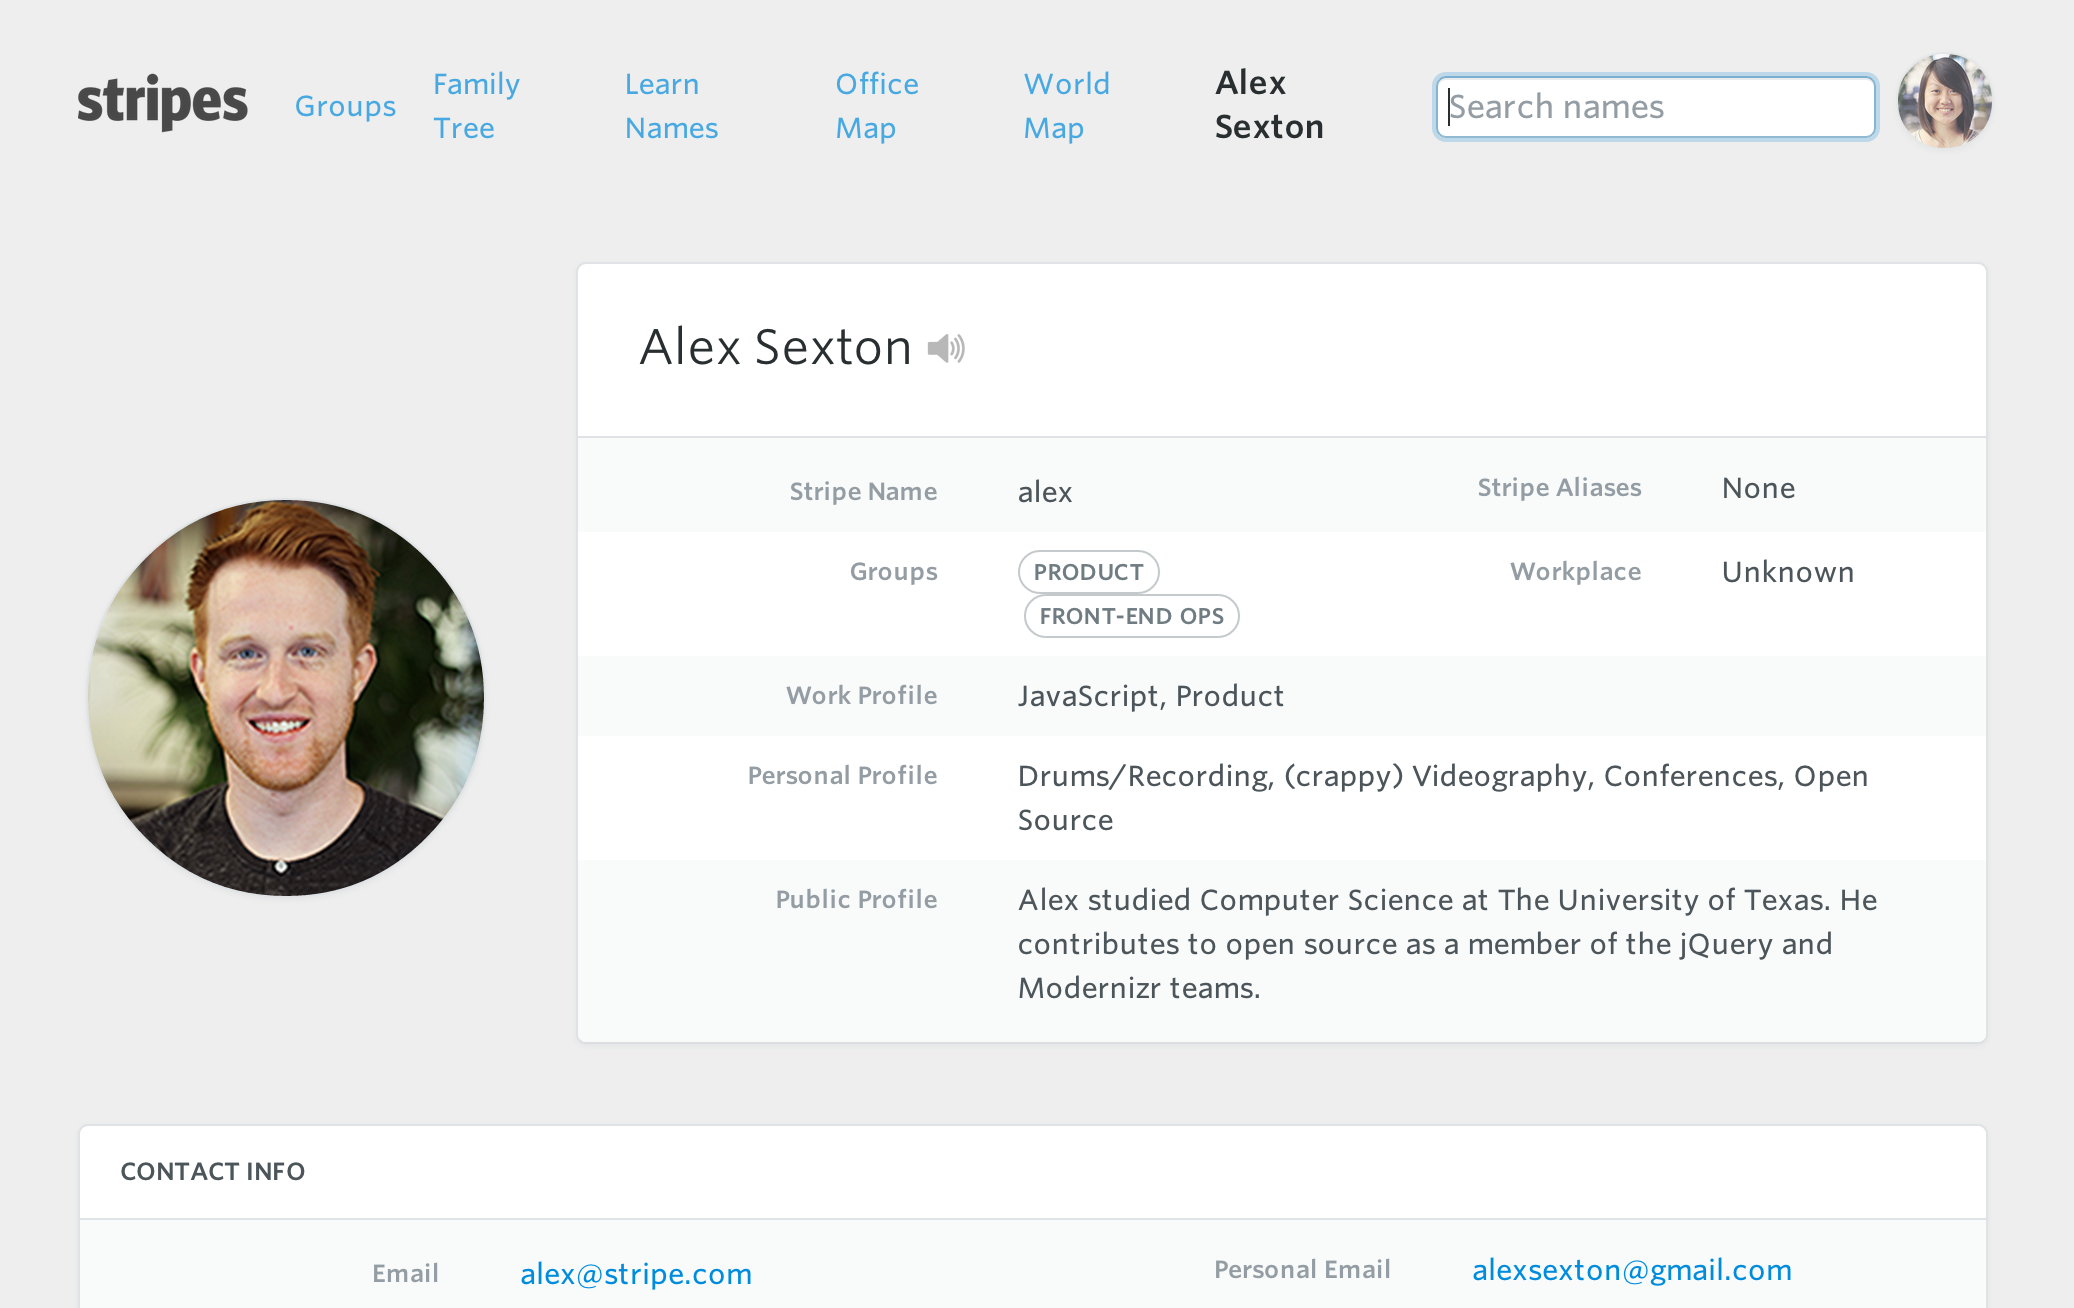 stripes
Groups
Family
Tree
Learn
Names
Office
Map
World
Map
Alex
Sexton
Search names
Alex Sexton
Stripe Name
alex
Stripe Aliases
None
Groups
PRODUCT
FRONT-END OPS
Workplace
Unknown
Work Profile
JavaScript, Product
Personal Profile
Drums/Recording, (crappy) Videography, Conferences, Open
Source
Public Profile
Alex studied Computer Science at The University of Texas. He
contributes to open source as a member of the jQuery and
Modernizr teams.
CONTACT INFO
Email
alex@stripe.com
Personal Email
alexsexton@gmail.com